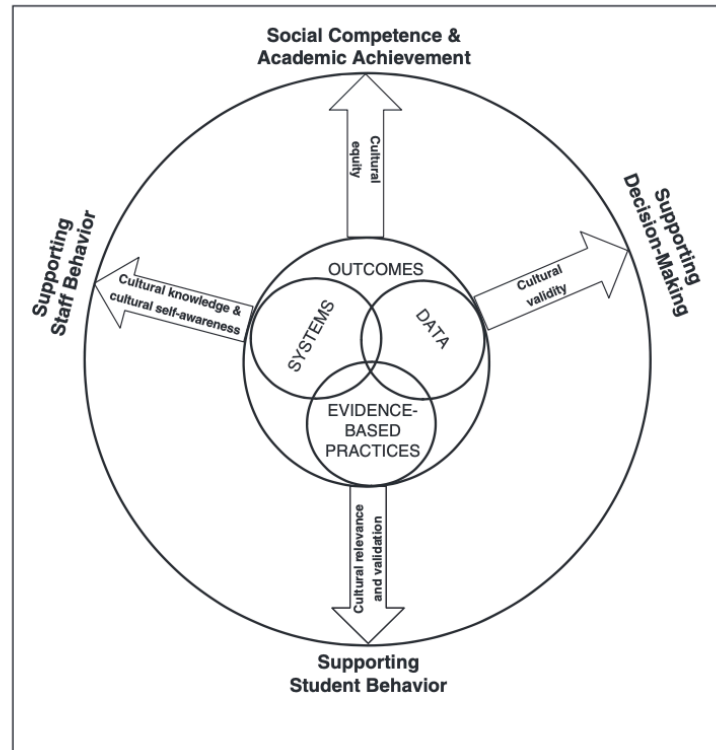 Social Competence &
Academic Achievement
Cultural
equity
Supporting
Decision-Making
Supporting
Staff Behavior
Cultural knowledge &
cultural self-awareness
Cultural
validity
OUTCOMES
SYSTEMS
DATA
EVIDENCE-
BASED
PRACTICES
Cultural relevance
and validation
Supporting
Student Behavior